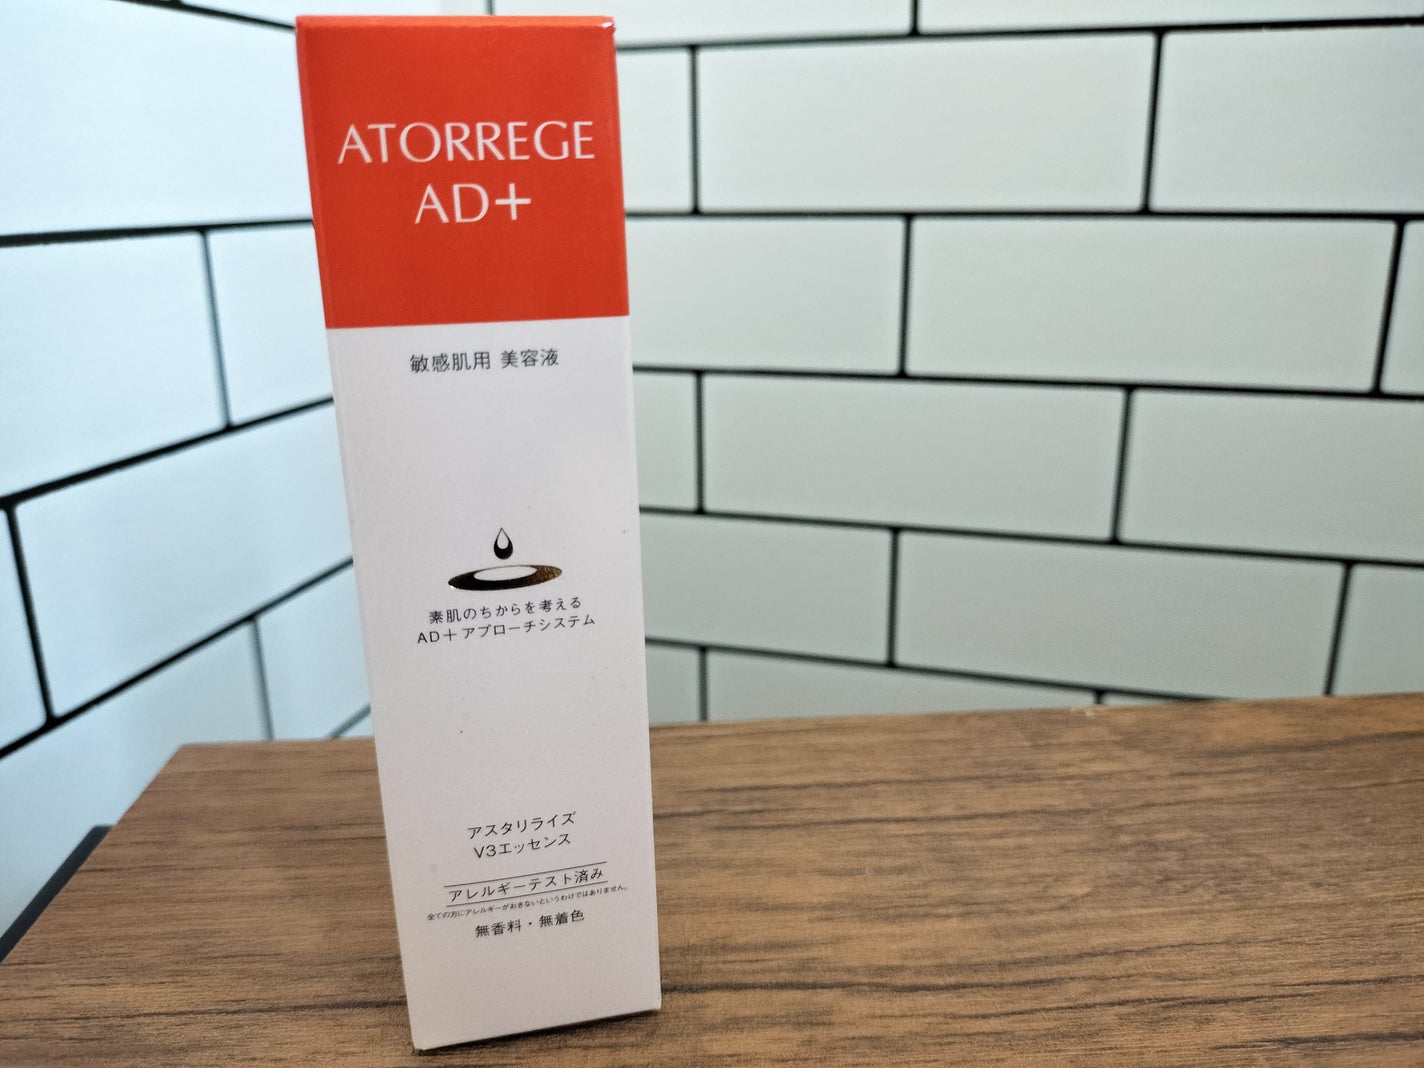 ATORREGE
AD+
敏感肌用 美容液
素肌のちからを考える
AD+アプローチシステム
アスタリライズ
V3エッセンス
アレルギーテスト済み
全ての方にアレルギーがおきないというわけではありません。
無香料・無着色